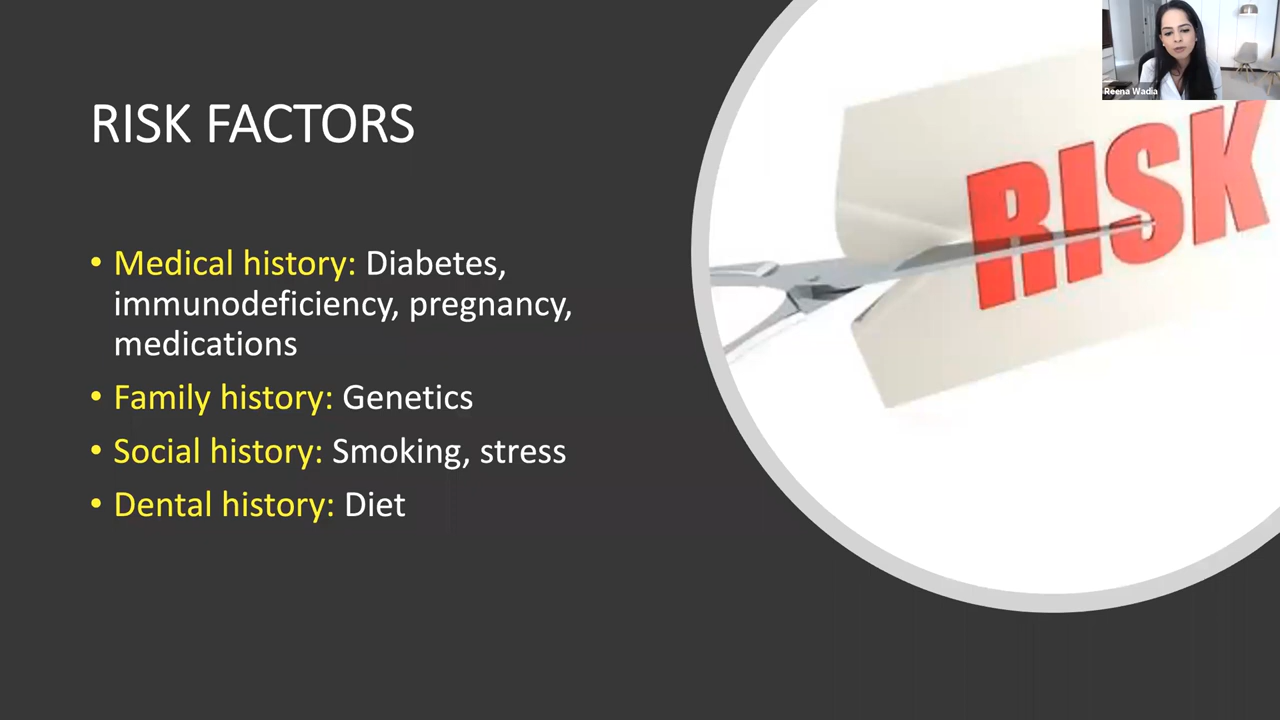 Reena Wadia
RISK FACTORS
RISK
• Medical history: Diabetes,
immunodeficiency, pregnancy,
medications
• Family history: Genetics
• Social history: Smoking, stress
• Dental history: Diet